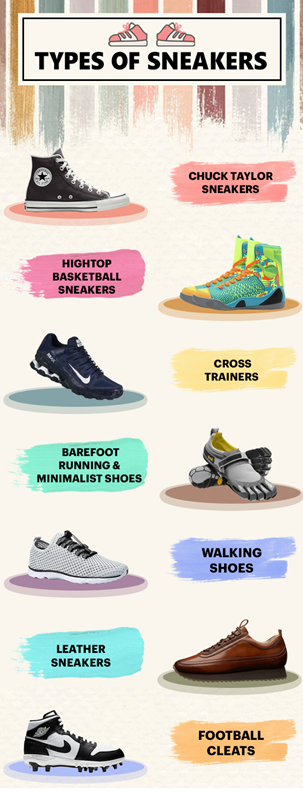 TYPES OF SNEAKERS
CHUCK TAYLOR
SNEAKERS
HIGHTOP
BASKETBALL
SNEAKERS
CROSS
TRAINERS
BAREFOOT
RUNNING &
MINIMALIST SHOES
WALKING
SHOES
LEATHER
SNEAKERS
FOOTBALL
CLEATS